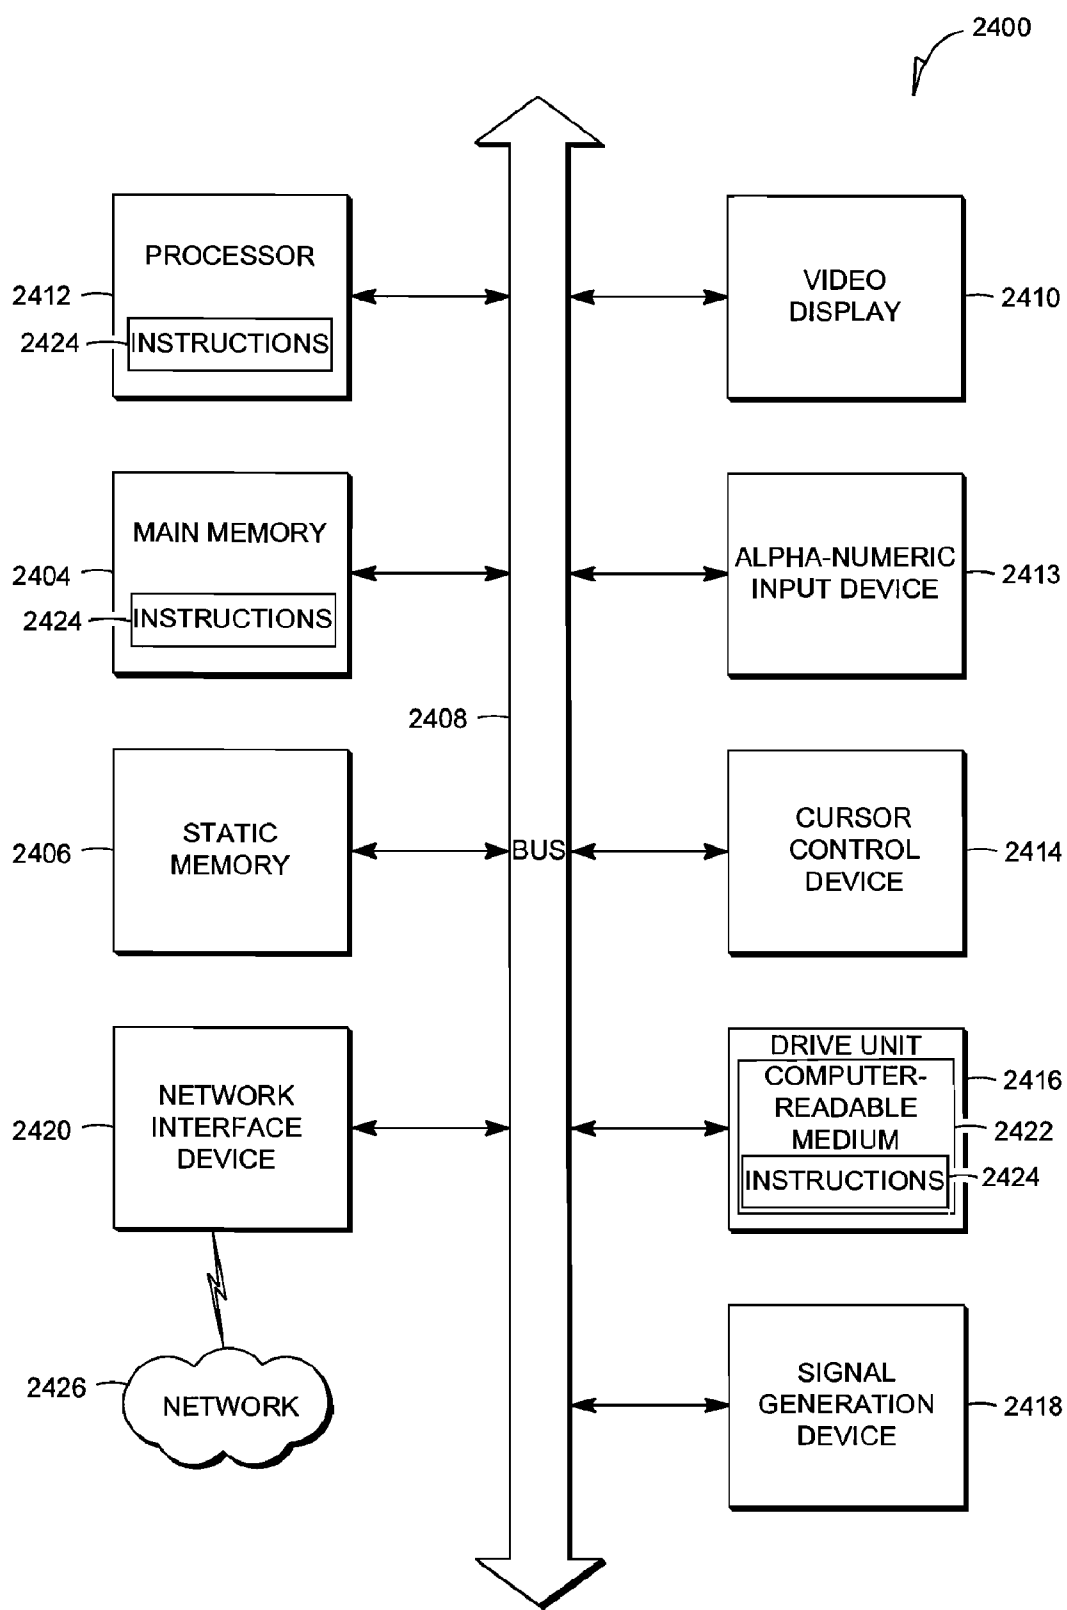 2400
PROCESSOR
2412
2424
INSTRUCTIONS
VIDEO
DISPLAY
2410
MAIN MEMORY
2404
2424
INSTRUCTIONS
ALPHA-NUMERIC
INPUT DEVICE
2413
2408
STATIC
MEMORY
2406
BUS
CURSOR
CONTROL
DEVICE
2414
NETWORK
INTERFACE
DEVICE
2420
DRIVE UNIT
2416
COMPUTER-
READABLE
MEDIUM
2422
INSTRUCTIONS
2424
2426
NETWORK
SIGNAL
GENERATION
DEVICE
2418